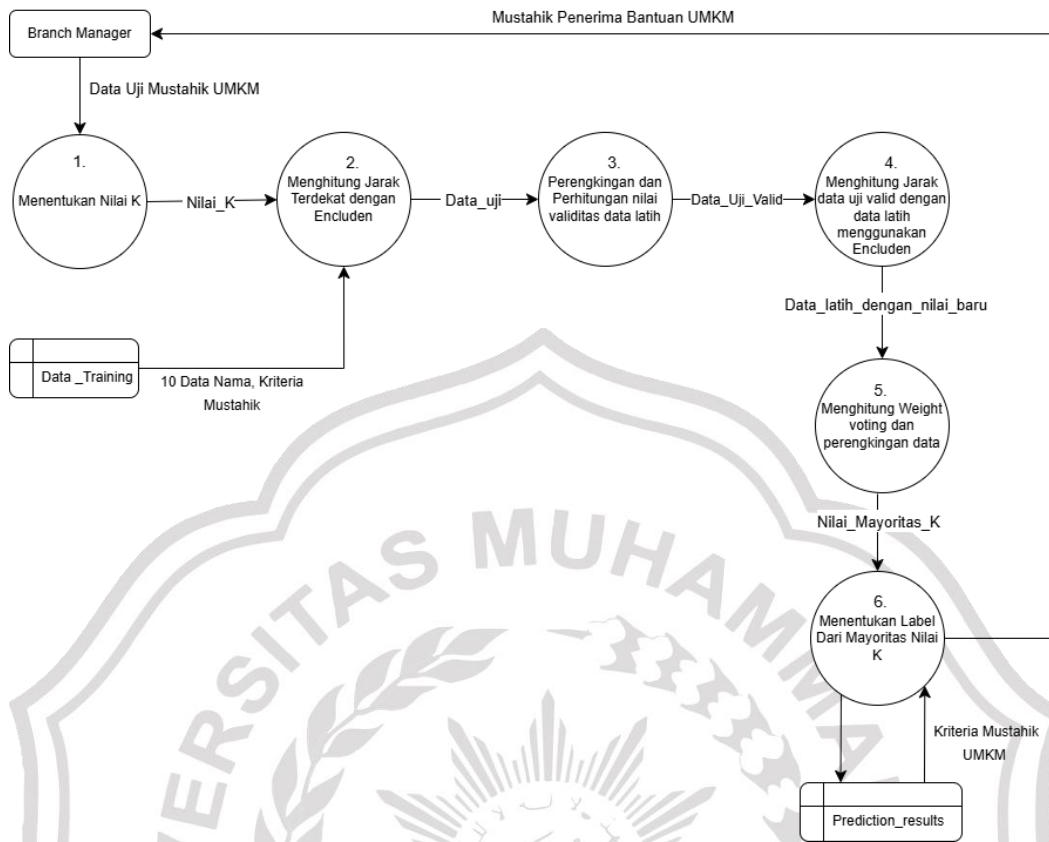 Mustahik Penerima Bantuan UMKM
Branch Manager
Data Uji Mustahik UMKM
1.
Menentukan Nilai K
Nilai_K
2.
Menghitung Jarak
Terdekat dengan
Encluden
Data_uji
3.
Perengkingan dan
Perhitungan nilai
validitas data latih
Data_Uji_Valid
4.
Menghitung Jarak
data uji valid dengan
data latih
menggunakan
Encluden
Data_latih_dengan_nilai_baru
Data _Training
10 Data Nama, Kriteria
Mustahik
5.
Menghitung Weight
voting dan
perengkingan data
Nilai_Mayoritas_K
6.
Menentukan Label
Dari Mayoritas Nilai
K
Kriteria Mustahik
UMKM
Prediction_results
ERSITAS MUHAMMA